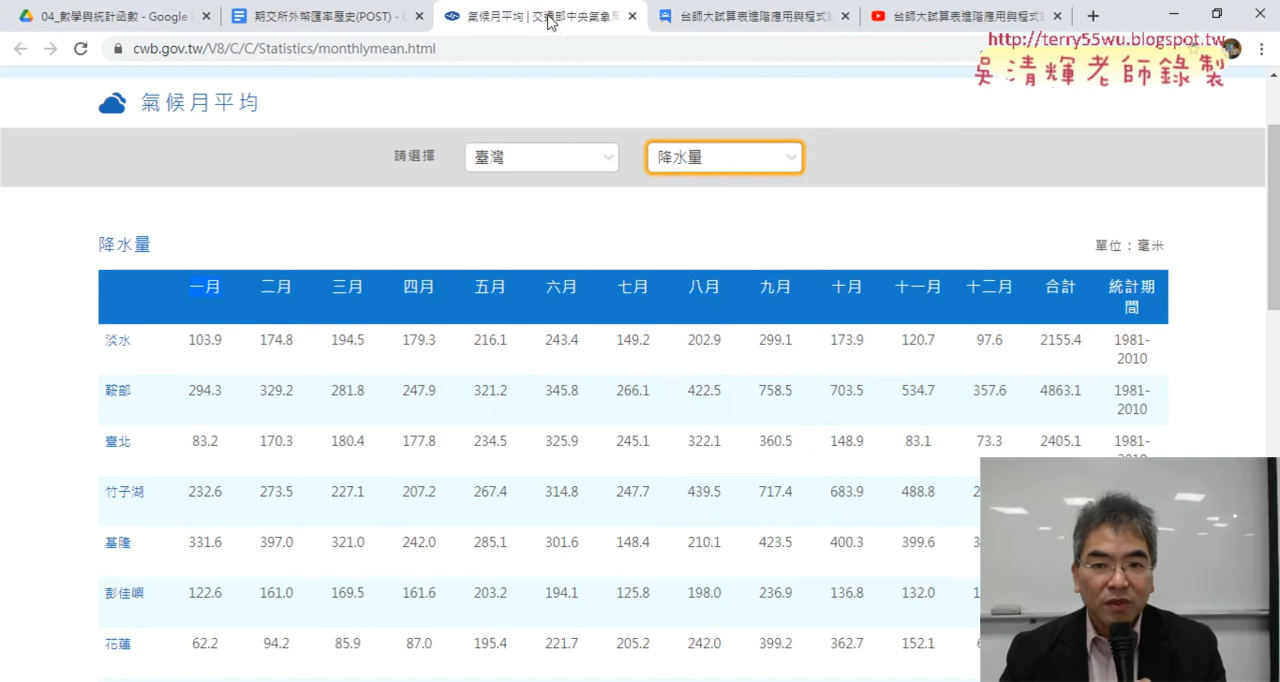 04_數學與統計函數 - Google
期交所外幣匯率歷史(POST) - G
氣候月平均 | 交通部中央氣象局
台師大試算表進階應用與程式設
台師大試算表進階應用與程式設
cwb.gov.tw/V8/C/C/Statistics/monthlymean.html
http://terry55wu.blogspot.tw
吳清輝老師錄製
氣候月平均
請選擇 臺灣 降水量
降水量
單位：毫米
一月 二月 三月 四月 五月 六月 七月 八月 九月 十月 十一月 十二月 合計 統計期間
淡水 103.9 174.8 194.5 179.3 216.1 243.4 149.2 202.9 299.1 173.9 120.7 97.6 2155.4 1981-2010
鞍部 294.3 329.2 281.8 247.9 321.2 345.8 266.1 422.5 758.5 703.5 534.7 357.6 4863.1 1981-2010
臺北 83.2 170.3 180.4 177.8 234.5 325.9 245.1 322.1 360.5 148.9 83.1 73.3 2405.1 1981-2010
竹子湖 232.6 273.5 227.1 207.2 267.4 314.8 247.7 439.5 717.4 683.9 488.8
基隆 331.6 397.0 321.0 242.0 285.1 301.6 148.4 210.1 423.5 400.3 399.6
彭佳嶼 122.6 161.0 169.5 161.6 203.2 194.1 125.8 198.0 236.9 136.8 132.0
花蓮 62.2 94.2 85.9 87.0 195.4 221.7 205.2 242.0 399.2 362.7 152.1